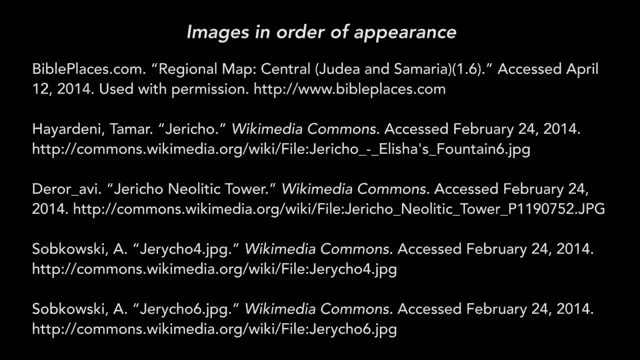 Images in order of appearance
BiblePlaces.com. “Regional Map: Central (Judea and Samaria)(1.6).” Accessed April
12, 2014. Used with permission. http://www.bibleplaces.com
Hayardeni, Tamar. “Jericho.” Wikimedia Commons. Accessed February 24, 2014.
http://commons.wikimedia.org/wiki/File:Jericho_-_Elisha's_Fountain6.jpg
Deror_avi. “Jericho Neolitic Tower.” Wikimedia Commons. Accessed February 24,
2014. http://commons.wikimedia.org/wiki/File:Jericho_Neolitic_Tower_P1190752.JPG
Sobkowski, A. “Jerycho4.jpg.” Wikimedia Commons. Accessed February 24, 2014.
http://commons.wikimedia.org/wiki/File:Jerycho4.jpg
Sobkowski, A. “Jerycho6.jpg.” Wikimedia Commons. Accessed February 24, 2014.
http://commons.wikimedia.org/wiki/File:Jerycho6.jpg